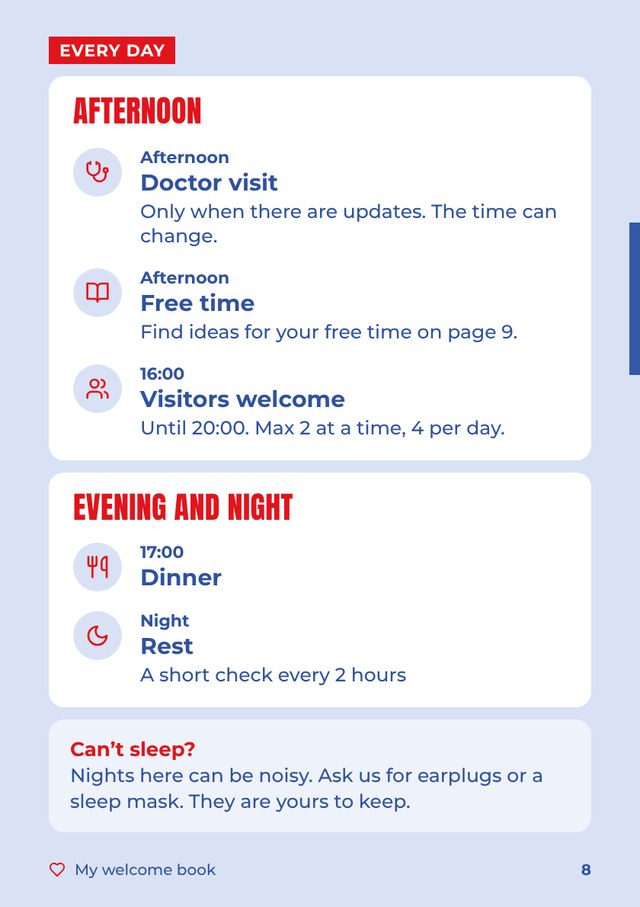 EVERY DAY
AFTERNOON
Afternoon
Doctor visit
Only when there are updates. The time can
change.
Afternoon
Free time
Find ideas for your free time on page 9.
16:00
Visitors welcome
Until 20:00. Max 2 at a time, 4 per day.
EVENING AND NIGHT
17:00
Dinner
Night
Rest
A short check every 2 hours
Can’t sleep?
Nights here can be noisy. Ask us for earplugs or a
sleep mask. They are yours to keep.
My welcome book
8